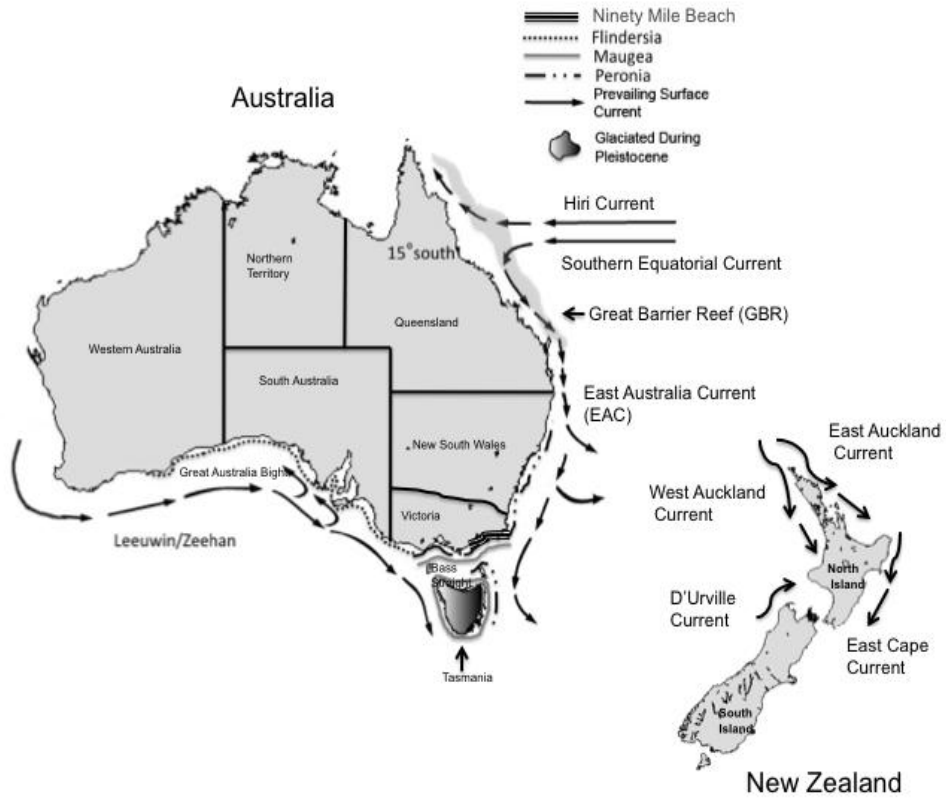 Ninety Mile Beach
Flindersia
Maugea
Peronia
Prevailing Surface
Current
Glaciated During
Pleistocene
Australia
Hiri Current
15°south
Southern Equatorial Current
Northern
Territory
Great Barrier Reef (GBR)
Queensland
Western Australia
South Australia
East Australia Current
(EAC)
New South Wales
East Auckland
Current
Great Australia Bight
West Auckland
Current
Victoria
Leeuwin/Zeehan
Bass
Straight
North
Island
D'Urville
Current
East Cape
Current
Tasmania
South
Island
New Zealand